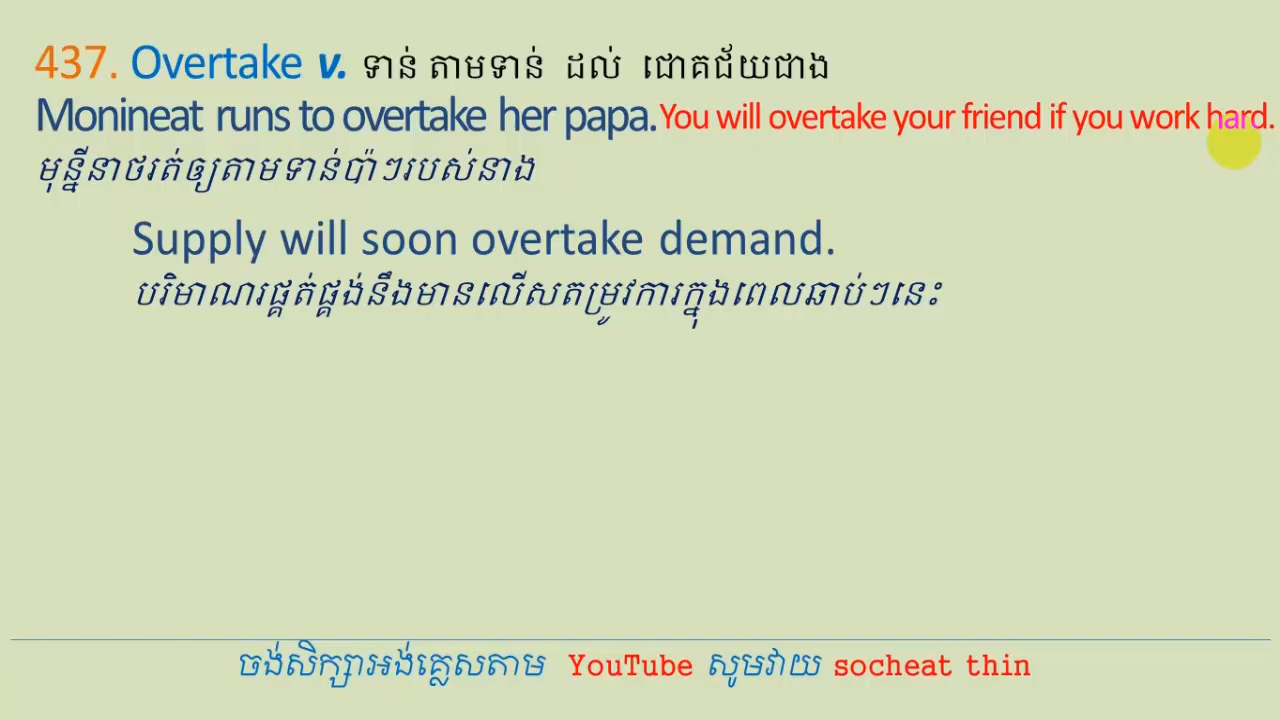 437. Overtake v. ទាន់ តាមទាន់ ដល់ ជោគជ័យជាង
Monineat runs to overtake her papa. You will overtake your friend if you work hard.
មុន្នីនាថរត់ឲ្យតាមទាន់ប៉ាៗរបស់នាង
Supply will soon overtake demand.
បរិមាណរផ្គត់ផ្គង់នឹងមានលើសតម្រូវការក្នុងពេលឆាប់ៗនេះ
ចង់សិក្សាអង់គ្លេសតាម YouTube សូមវាយ socheat thin